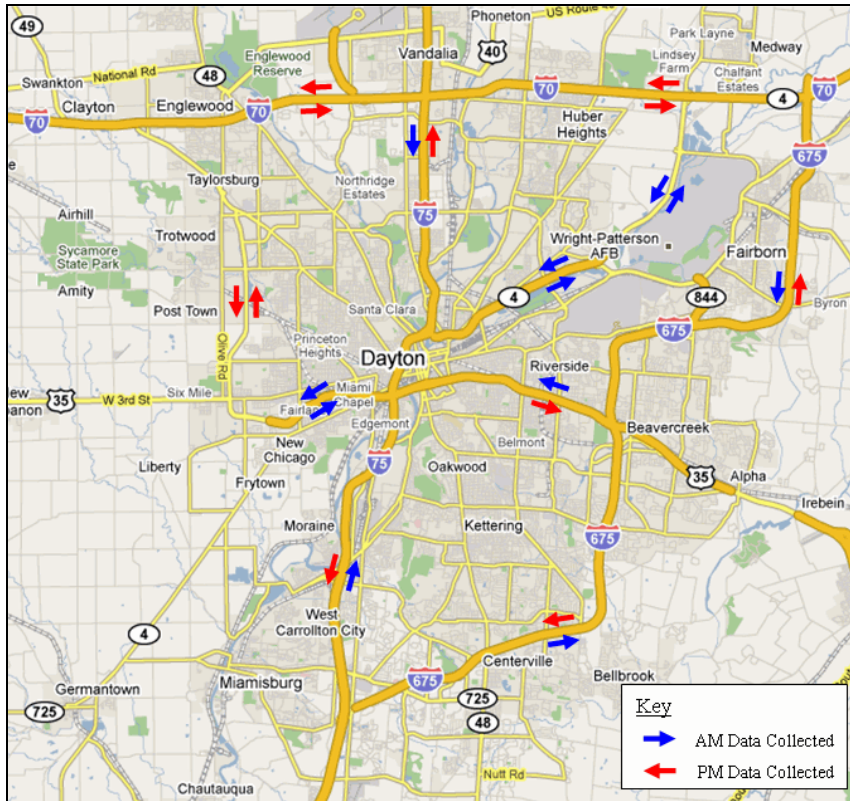 49
Swankton
National Rd
48
Englewood Reserve
Vandalia
Phoneton
US Route
40
Park Layne
Lindsey Farm
Medway
Chalfant Estates
70
Clayton
Englewood
70
70
70
4
70
Huber Heights
675
Taylorsburg
Northridge Estates
75
Airhill
Trotwood
Sycamore State Park
Amity
Post Town
Wright-Patterson AFB
Fairborn
4
844
Byron
Santa Clara
Princeton Heights
675
Olive Rd
Dayton
Riverside
35
W 3rd St
Six Mile
Miami Chapel
Edgemont
New Chicago
Belmont
Beavercreek
Liberty
75
Oakwood
35
Alpha
Frytown
Irebein
Moraine
Kettering
675
West Carrollton City
4
Centerville
Bellbrook
Miamisburg
675
Germantown
725
725
48
Nutt Rd
Chautauqua
Key
AM Data Collected
PM Data Collected